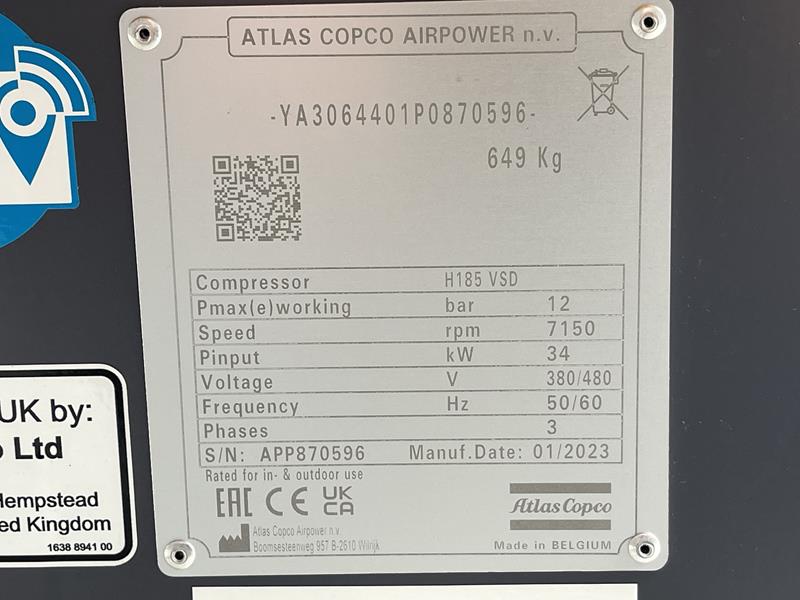 ATLAS COPCO AIRPOWER n.v.
-YA3064401P0870596-
649 Kg
Compressor H185 VSD
Pmax(e)working bar 12
Speed rpm 7150
Pinput kW 34
Voltage V 380/480
Frequency Hz 50/60
Phases 3
S/N: APP870596 Manuf.Date: 01/2023
Rated for in- & outdoor use
EAC CE UKCA
Atlas Copco
Atlas Copco Airpower n.v.
Boomsesteenweg 957 B-2610 Wilrijk
Made in BELGIUM
UK by:
Ltd
Hempstead
ed Kingdom
1638 8941 00